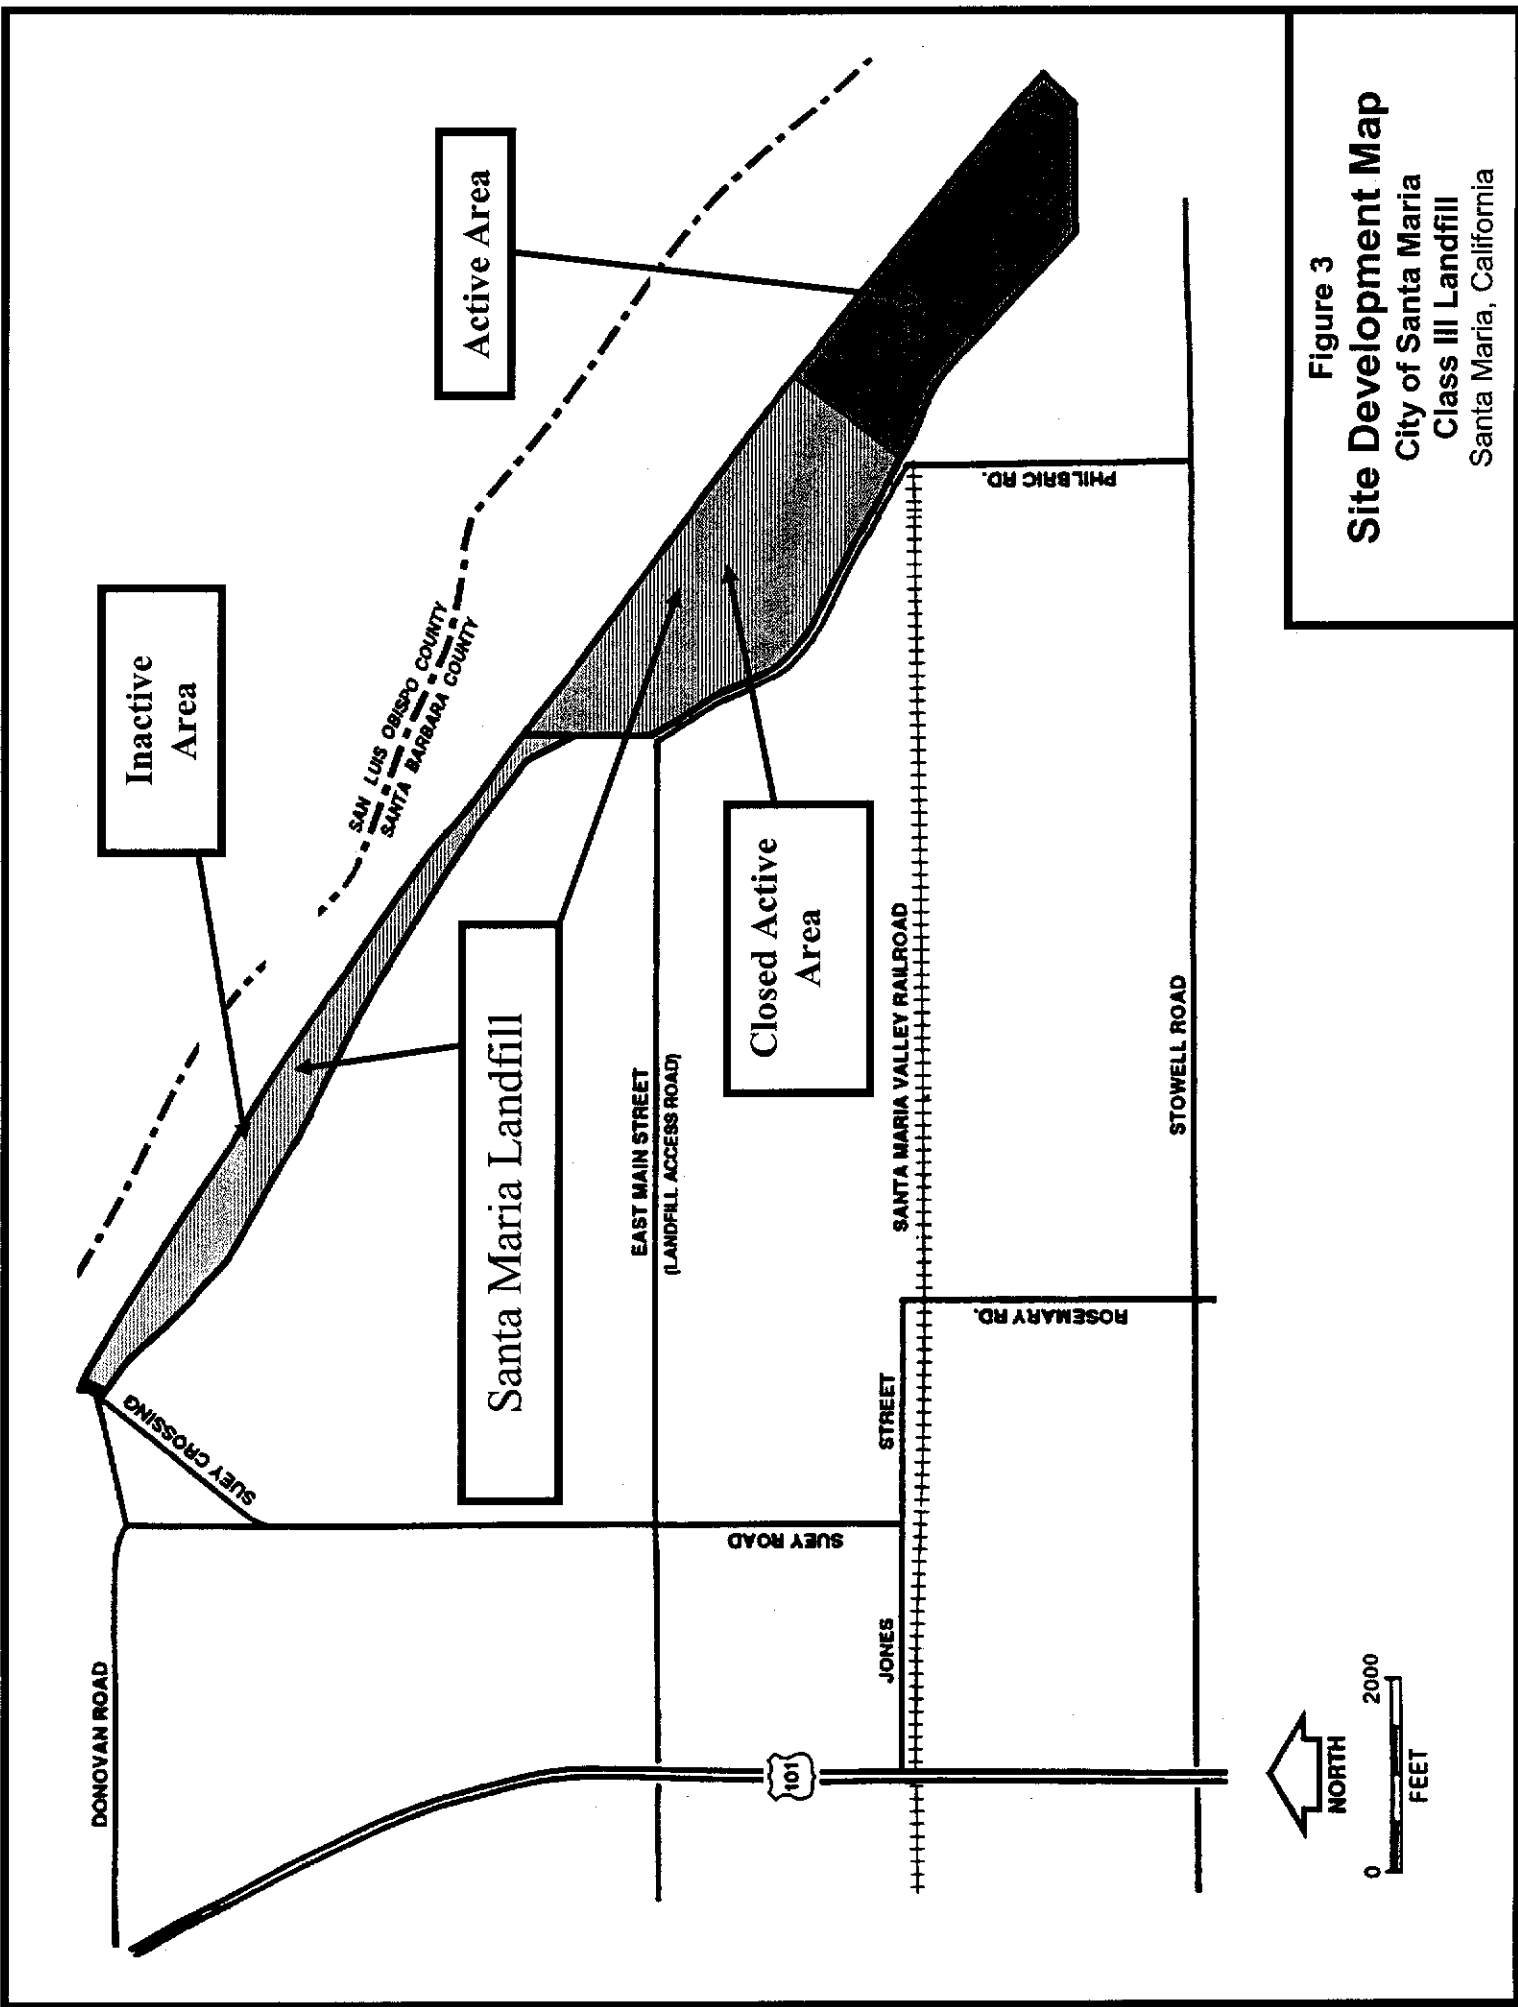 Inactive
Area
Active Area
SAN LUIS OBISPO COUNTY
SANTA BARBARA COUNTY
Santa Maria Landfill
Closed Active
Area
DONOVAN ROAD
SUEY CROSSING
EAST MAIN STREET
(LANDFILL ACCESS ROAD)
SUEY ROAD
JONES
STREET
SANTA MARIA VALLEY RAILROAD
PHILBRIC RD.
ROSEMARY RD.
STOWELL ROAD
101
NORTH
0
2000
FEET
Figure 3
Site Development Map
City of Santa Maria
Class III Landfill
Santa Maria, California